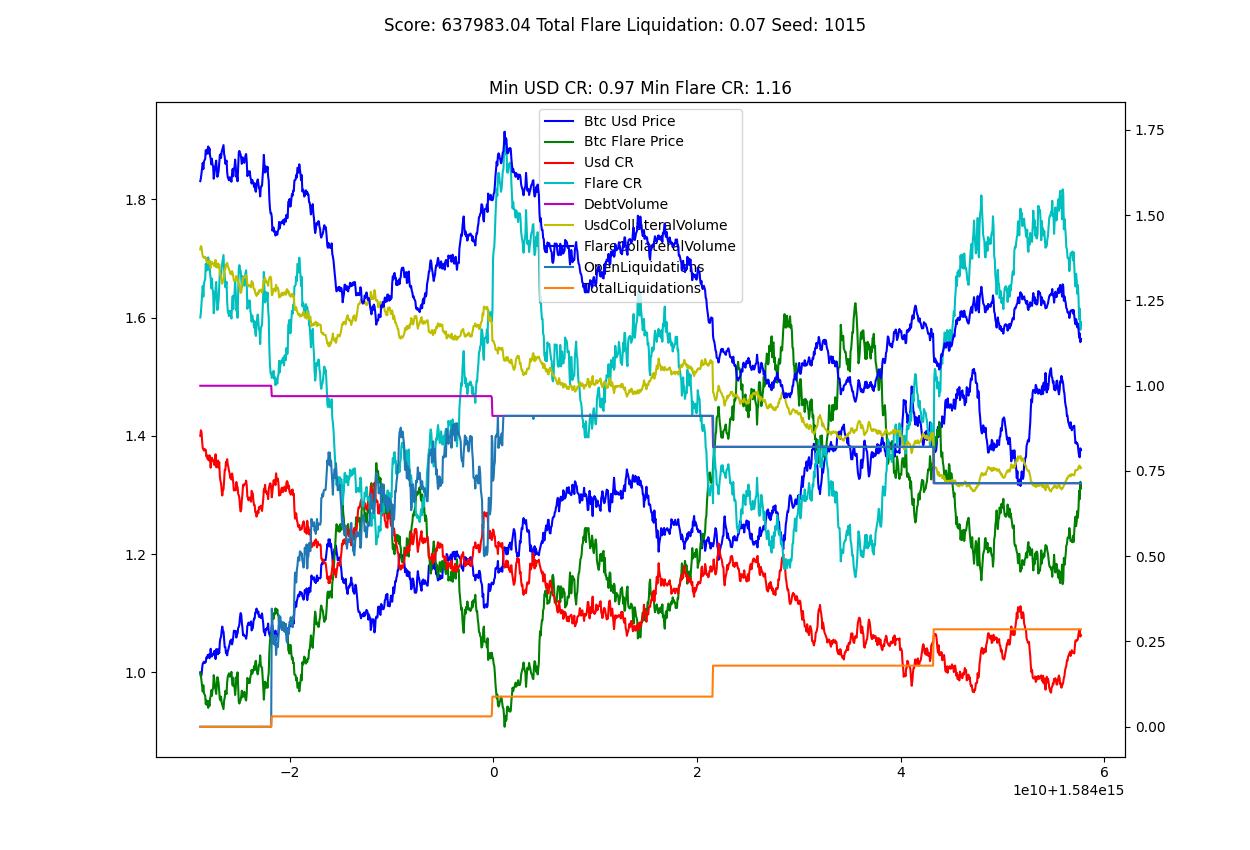 Score: 637983.04 Total Flare Liquidation: 0.07 Seed: 1015
Min USD CR: 0.97 Min Flare CR: 1.16
Btc Usd Price
Btc Flare Price
Usd CR
Flare CR
DebtVolume
UsdCollateralVolume
FlareCollateralVolume
OpenLiquidations
TotalLiquidations
1.8
1.6
1.4
1.2
1.0
1.75
1.50
1.25
1.00
0.75
0.50
0.25
0.00
−2
0
2
4
6
1e10+1.584e15